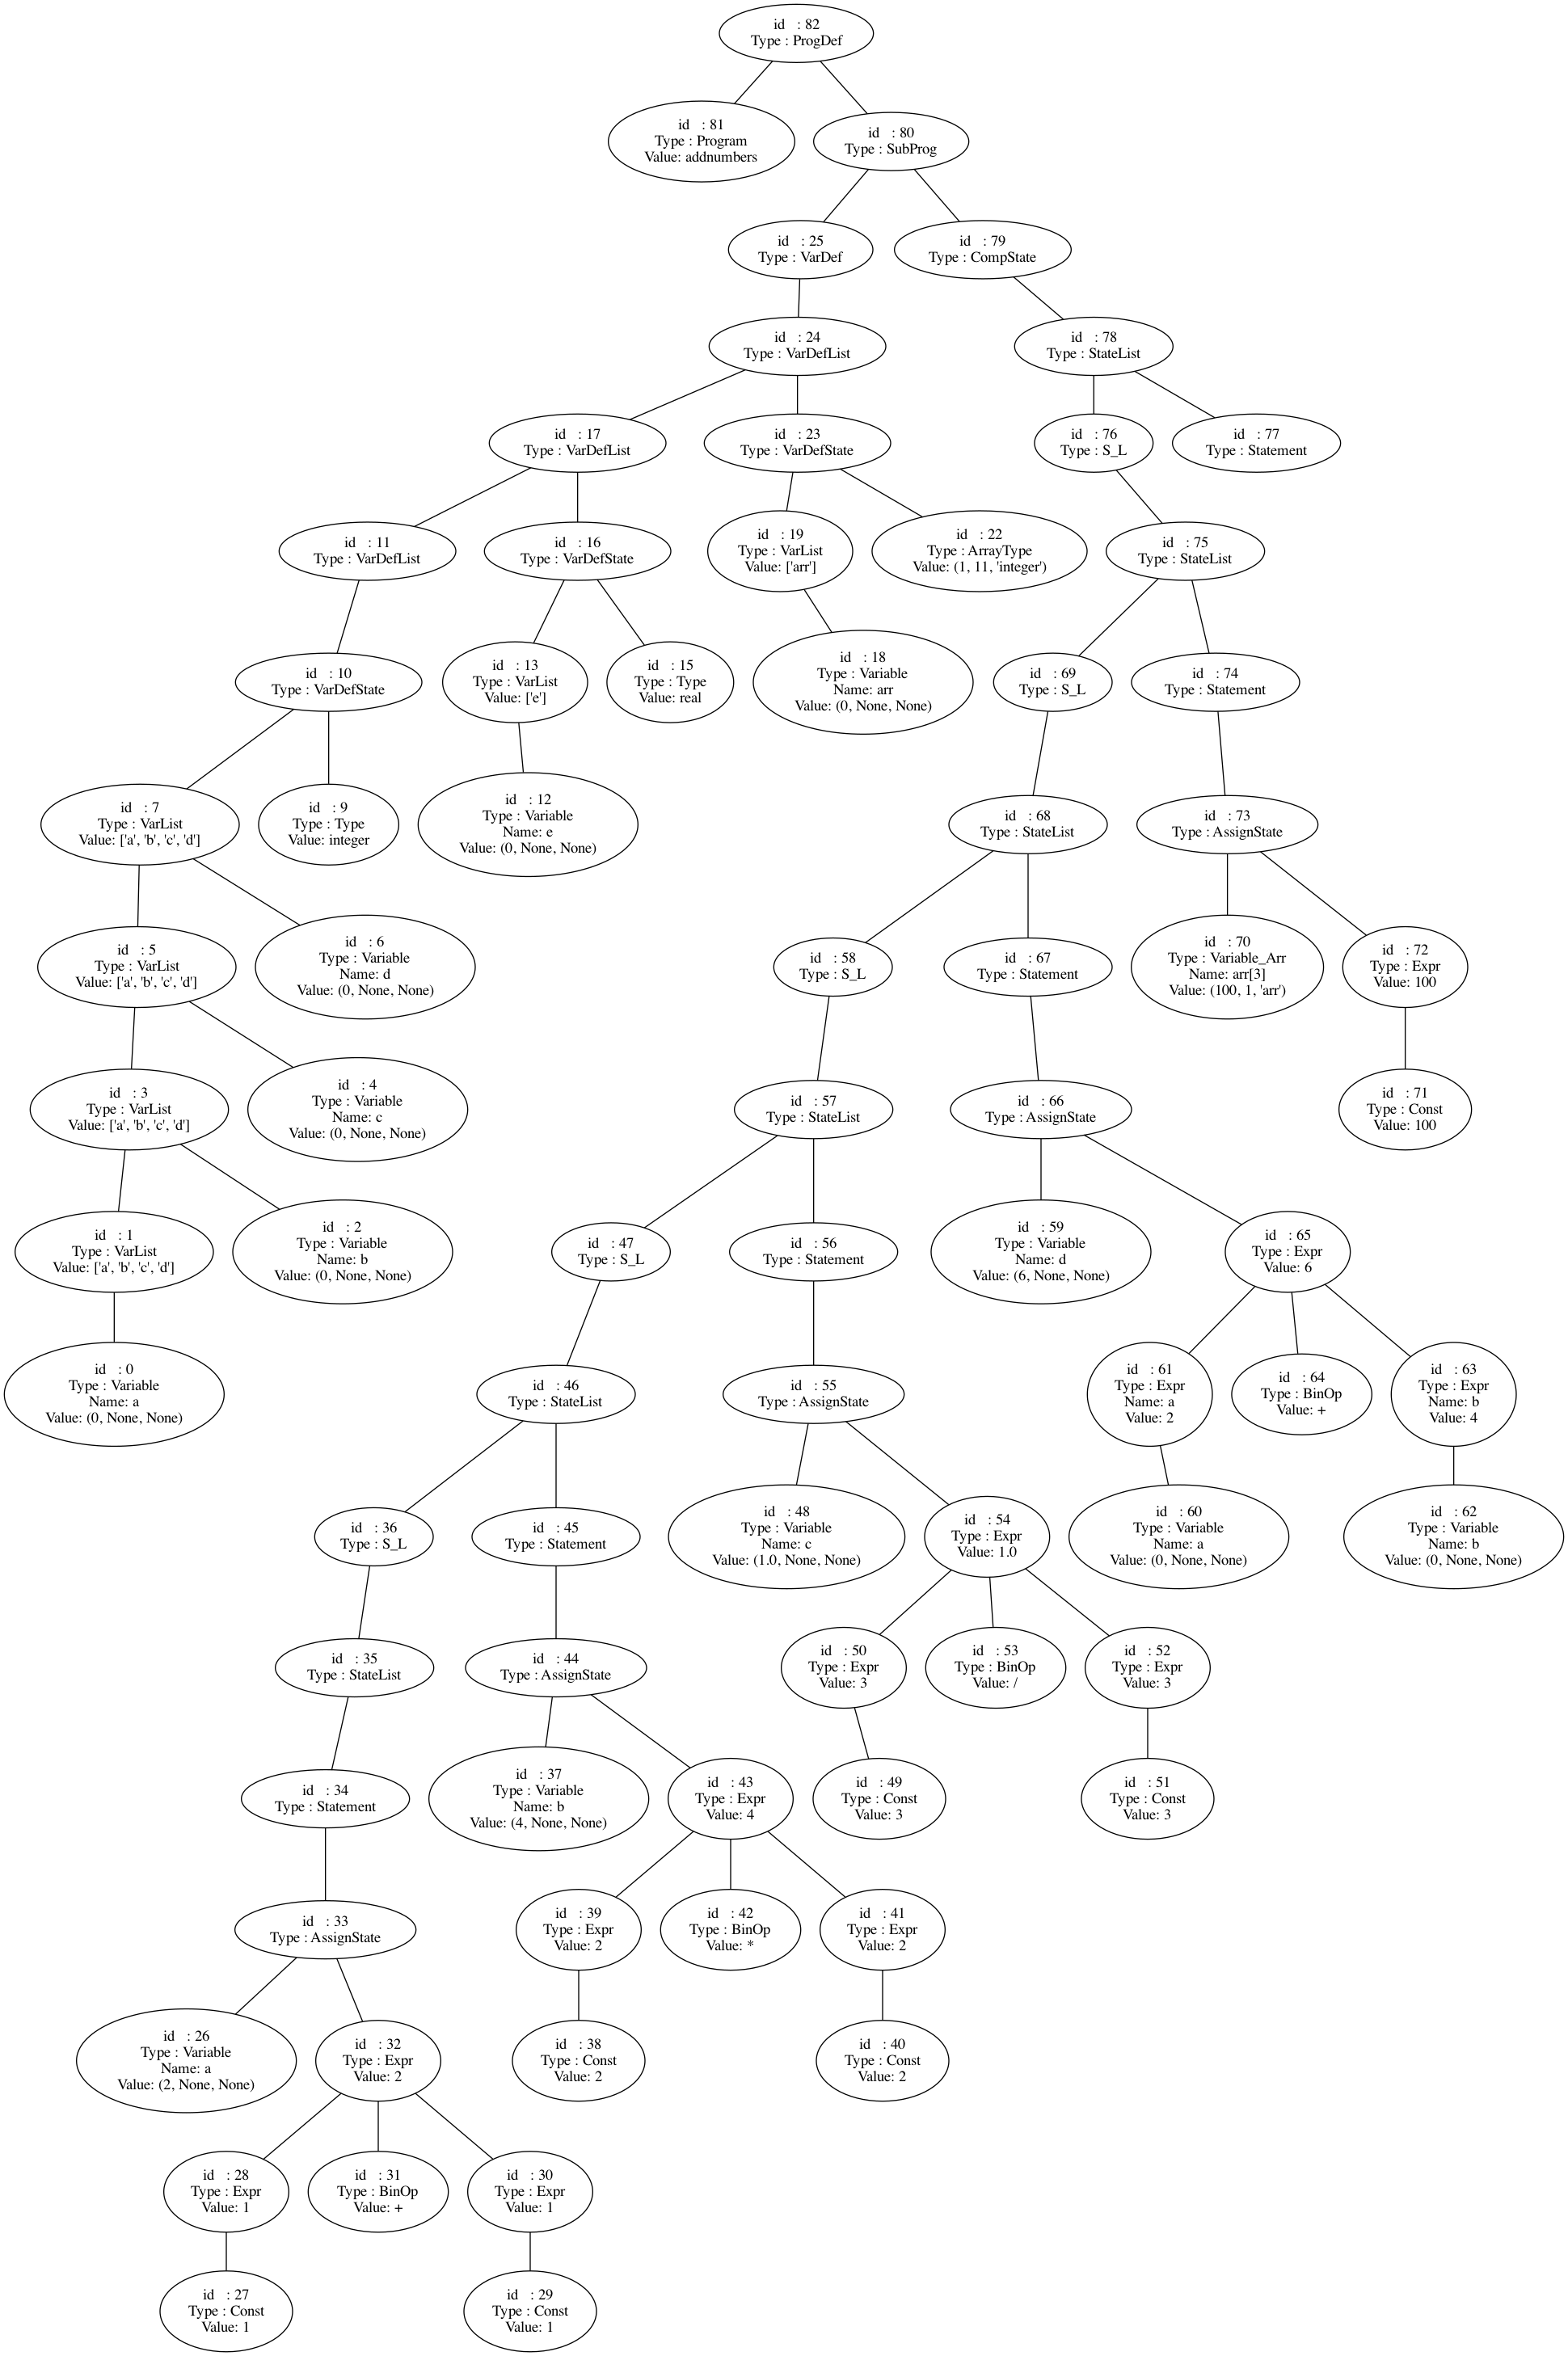 id : 82
Type : ProgDef
id : 81
Type : Program
Value: addnumbers
id : 80
Type : SubProg
id : 25
Type : VarDef
id : 79
Type : CompState
id : 24
Type : VarDefList
id : 78
Type : StateList
id : 17
Type : VarDefList
id : 23
Type : VarDefState
id : 76
Type : S_L
id : 77
Type : Statement
id : 11
Type : VarDefList
id : 16
Type : VarDefState
id : 19
Type : VarList
Value: ['arr']
id : 22
Type : ArrayType
Value: (1, 11, 'integer')
id : 75
Type : StateList
id : 10
Type : VarDefState
id : 13
Type : VarList
Value: ['e']
id : 15
Type : Type
Value: real
id : 18
Type : Variable
Name: arr
Value: (0, None, None)
id : 69
Type : S_L
id : 74
Type : Statement
id : 7
Type : VarList
Value: ['a', 'b', 'c', 'd']
id : 9
Type : Type
Value: integer
id : 12
Type : Variable
Name: e
Value: (0, None, None)
id : 68
Type : StateList
id : 73
Type : AssignState
id : 5
Type : VarList
Value: ['a', 'b', 'c', 'd']
id : 6
Type : Variable
Name: d
Value: (0, None, None)
id : 58
Type : S_L
id : 67
Type : Statement
id : 70
Type : Variable_Arr
Name: arr[3]
Value: (100, 1, 'arr')
id : 72
Type : Expr
Value: 100
id : 3
Type : VarList
Value: ['a', 'b', 'c', 'd']
id : 4
Type : Variable
Name: c
Value: (0, None, None)
id : 57
Type : StateList
id : 66
Type : AssignState
id : 71
Type : Const
Value: 100
id : 1
Type : VarList
Value: ['a', 'b', 'c', 'd']
id : 2
Type : Variable
Name: b
Value: (0, None, None)
id : 47
Type : S_L
id : 56
Type : Statement
id : 59
Type : Variable
Name: d
Value: (6, None, None)
id : 65
Type : Expr
Value: 6
id : 0
Type : Variable
Name: a
Value: (0, None, None)
id : 46
Type : StateList
id : 55
Type : AssignState
id : 61
Type : Expr
Name: a
Value: 2
id : 64
Type : BinOp
Value: +
id : 63
Type : Expr
Name: b
Value: 4
id : 36
Type : S_L
id : 45
Type : Statement
id : 48
Type : Variable
Name: c
Value: (1.0, None, None)
id : 54
Type : Expr
Value: 1.0
id : 60
Type : Variable
Name: a
Value: (0, None, None)
id : 62
Type : Variable
Name: b
Value: (0, None, None)
id : 35
Type : StateList
id : 44
Type : AssignState
id : 50
Type : Expr
Value: 3
id : 53
Type : BinOp
Value: /
id : 52
Type : Expr
Value: 3
id : 34
Type : Statement
id : 37
Type : Variable
Name: b
Value: (4, None, None)
id : 43
Type : Expr
Value: 4
id : 49
Type : Const
Value: 3
id : 51
Type : Const
Value: 3
id : 33
Type : AssignState
id : 39
Type : Expr
Value: 2
id : 42
Type : BinOp
Value: *
id : 41
Type : Expr
Value: 2
id : 26
Type : Variable
Name: a
Value: (2, None, None)
id : 32
Type : Expr
Value: 2
id : 38
Type : Const
Value: 2
id : 40
Type : Const
Value: 2
id : 28
Type : Expr
Value: 1
id : 31
Type : BinOp
Value: +
id : 30
Type : Expr
Value: 1
id : 27
Type : Const
Value: 1
id : 29
Type : Const
Value: 1